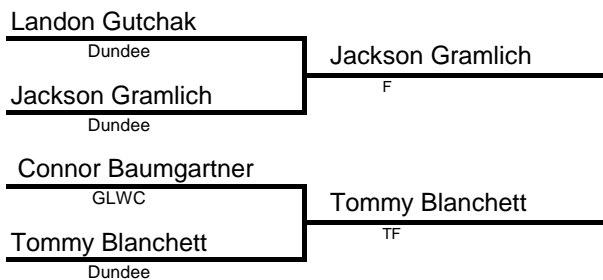 Landon Gutchak
Dundee
Jackson Gramlich
Dundee
Jackson Gramlich
F
Connor Baumgartner
GLWC
Tommy Blanchett
Dundee
Tommy Blanchett
TF